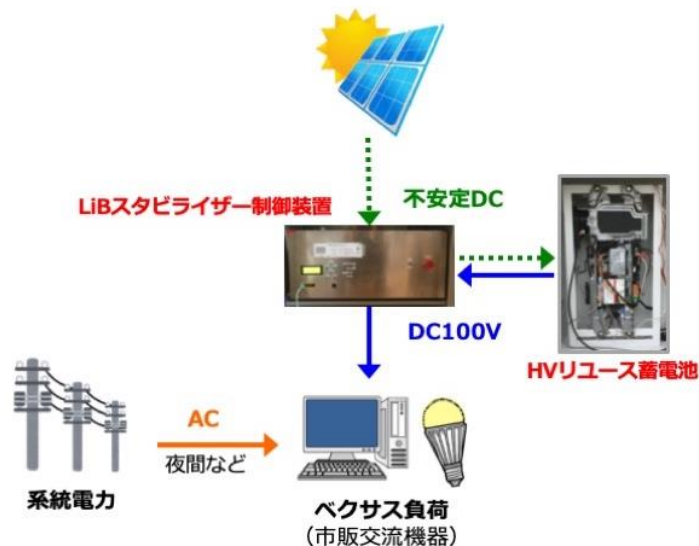 LiBスタビライザー制御装置
不安定DC
DC100V
HVリユース蓄電池
AC
夜間など
系統電力
ベクサス負荷
（市販交流機器）